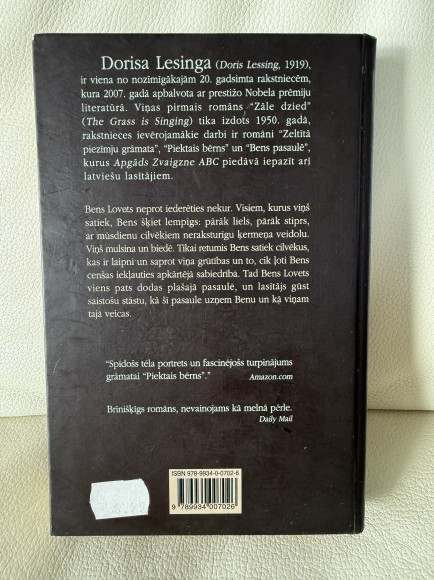 Dorisa Lesinga (Doris Lessing, 1919),
ir viena no nozīmīgākajām 20. gadsimta rakstniecēm,
kura 2007. gadā apbalvota ar prestižo Nobela prēmiju
literatūrā. Viņas pirmais romāns "Zāle dzied"
(The Grass is Singing) tika izdots 1950. gadā,
rakstnieces ievērojamākie darbi ir romāni "Zeltītā
piezīmju grāmata", "Piektais bērns" un "Bens pasaulē",
kurus Apgāds Zvaigzne ABC piedāvā iepazīt arī
latviešu lasītājiem.
Bens Lovets neprot iederēties nekur. Visiem, kurus viņš
satiek, Bens šķiet lempīgs: pārāk liels, pārāk stiprs,
ar mūsdienu cilvēkiem neraksturīgu ķermeņa veidolu.
Viņš mulsina un biedē. Tikai retumis Bens satiek cilvēkus,
kas ir laipni un saprot viņa grūtības un to, cik ļoti Bens
cenšas iekļauties apkārtējā sabiedrībā. Tad Bens Lovets
viens pats dodas plašajā pasaulē, un lasītājs gūst
saistošu stāstu, kā šī pasaule uzņem Benu un kā viņam
tajā veicas.
"Spidošs tēla portrets un fascinējošs turpinājums
grāmatai "Piektais bērns"."
Amazon.com
Brīnišķīgs romāns, nevainojams kā melnā pērle.
Daily Mail
ISBN 978-9934-0-0702-6
9 789934 007026